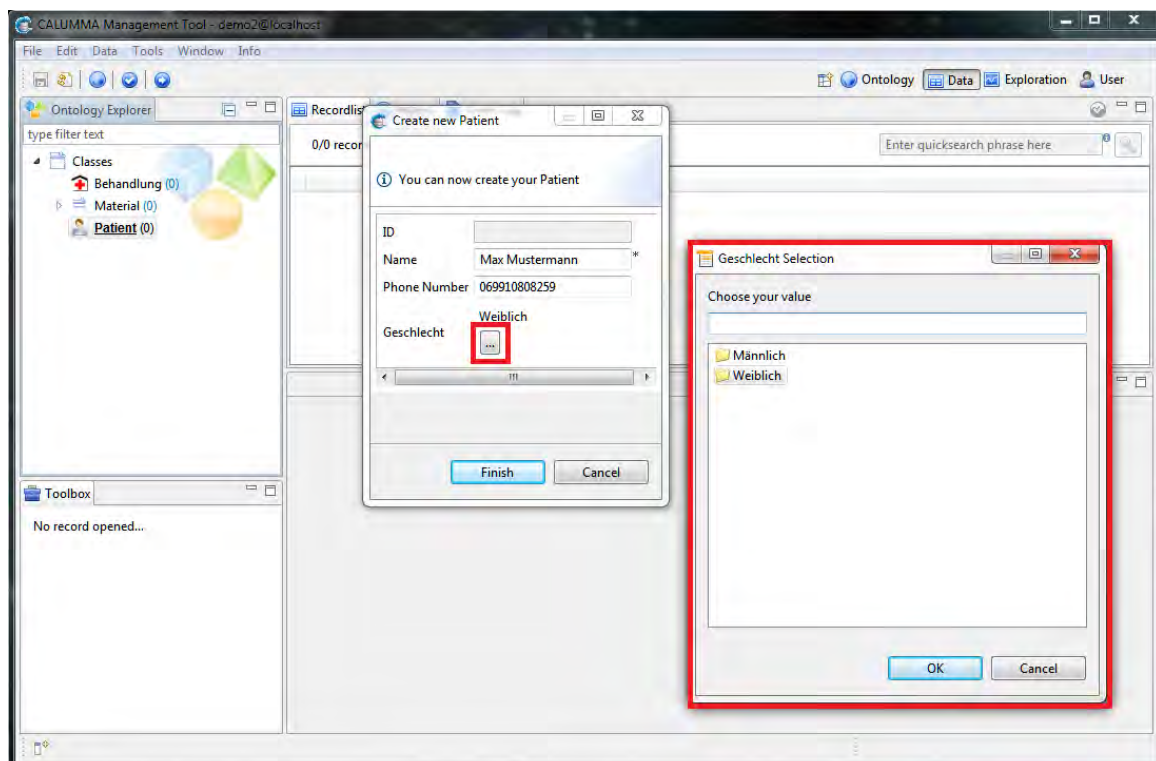 CALUMMA Management Tool - demo2@localhost
File Edit Data Tools Window Info
Ontology Data Exploration User
Ontology Explorer
type filter text
Classes
Behandlung (0)
Material (0)
Patient (0)
Recordlis
0/0 recor
Enter quicksearch phrase here
Create new Patient
You can now create your Patient
ID
Name Max Mustermann *
Phone Number 069910808259
Weiblich
Geschlecht
...
Finish Cancel
Geschlecht Selection
Choose your value
Männlich
Weiblich
OK Cancel
Toolbox
No record opened...